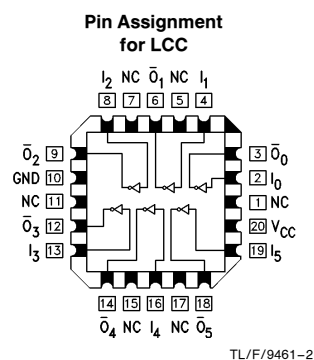 Pin Assignment
for LCC
I2 NC Ō1 NC I1
8 7 6 5 4
Ō2 9 3 Ō0
GND 10 2 I0
NC 11 1 NC
Ō3 12 20 VCC
I3 13 19 I5
14 15 16 17 18
Ō4 NC I4 NC Ō5
TL/F/9461–2